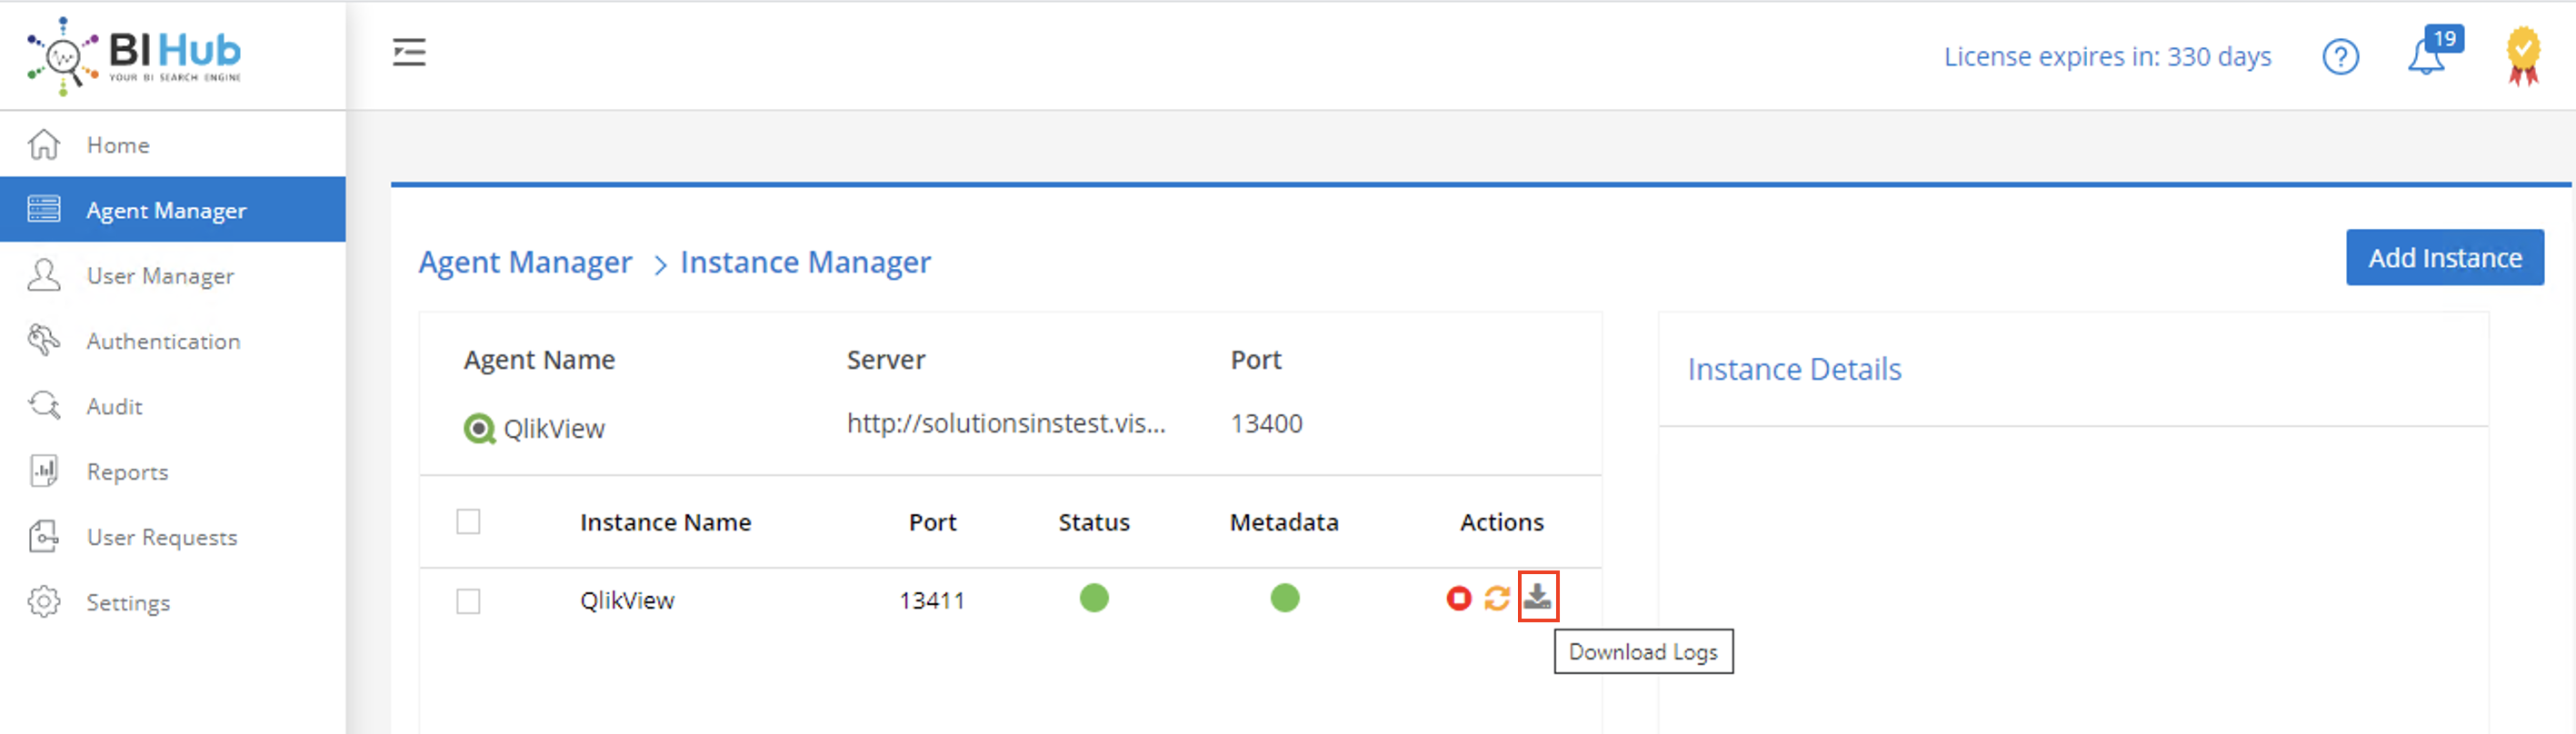 BI Hub
YOUR BI SEARCH ENGINE
License expires in: 330 days
19
Home
Agent Manager
User Manager
Authentication
Audit
Reports
User Requests
Settings
Agent Manager > Instance Manager
Add Instance
Agent Name Server Port
QlikView http://solutionsinstest.vis... 13400
Instance Name Port Status Metadata Actions
QlikView 13411
Download Logs
Instance Details